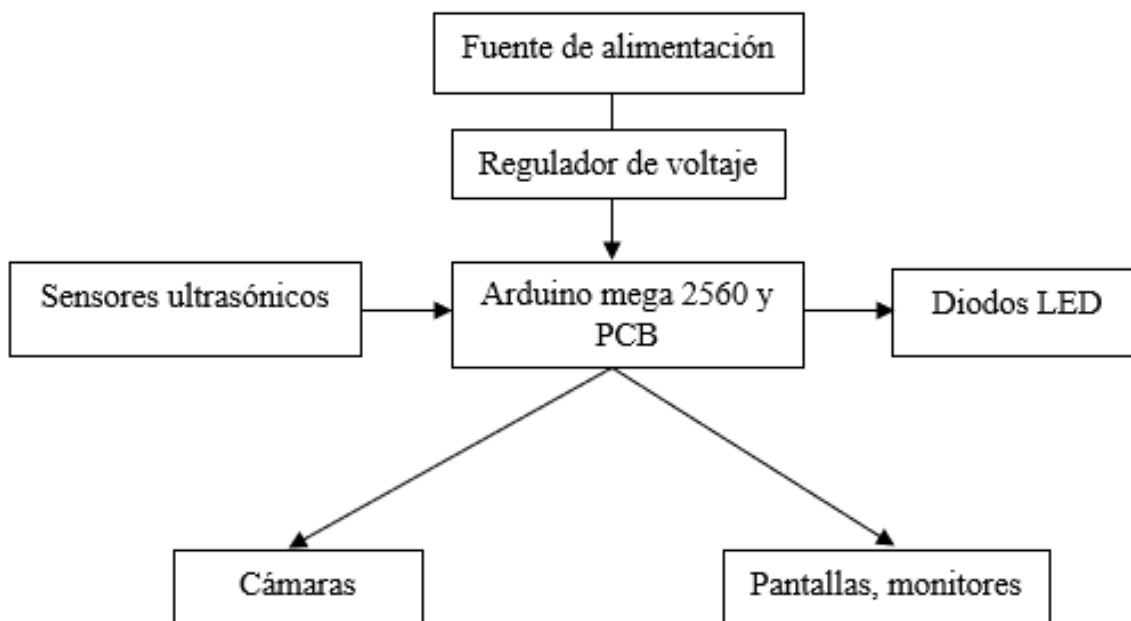 Fuente de alimentación
Regulador de voltaje
Sensores ultrasónicos
Arduino mega 2560 y
PCB
Diodos LED
Cámaras
Pantallas, monitores